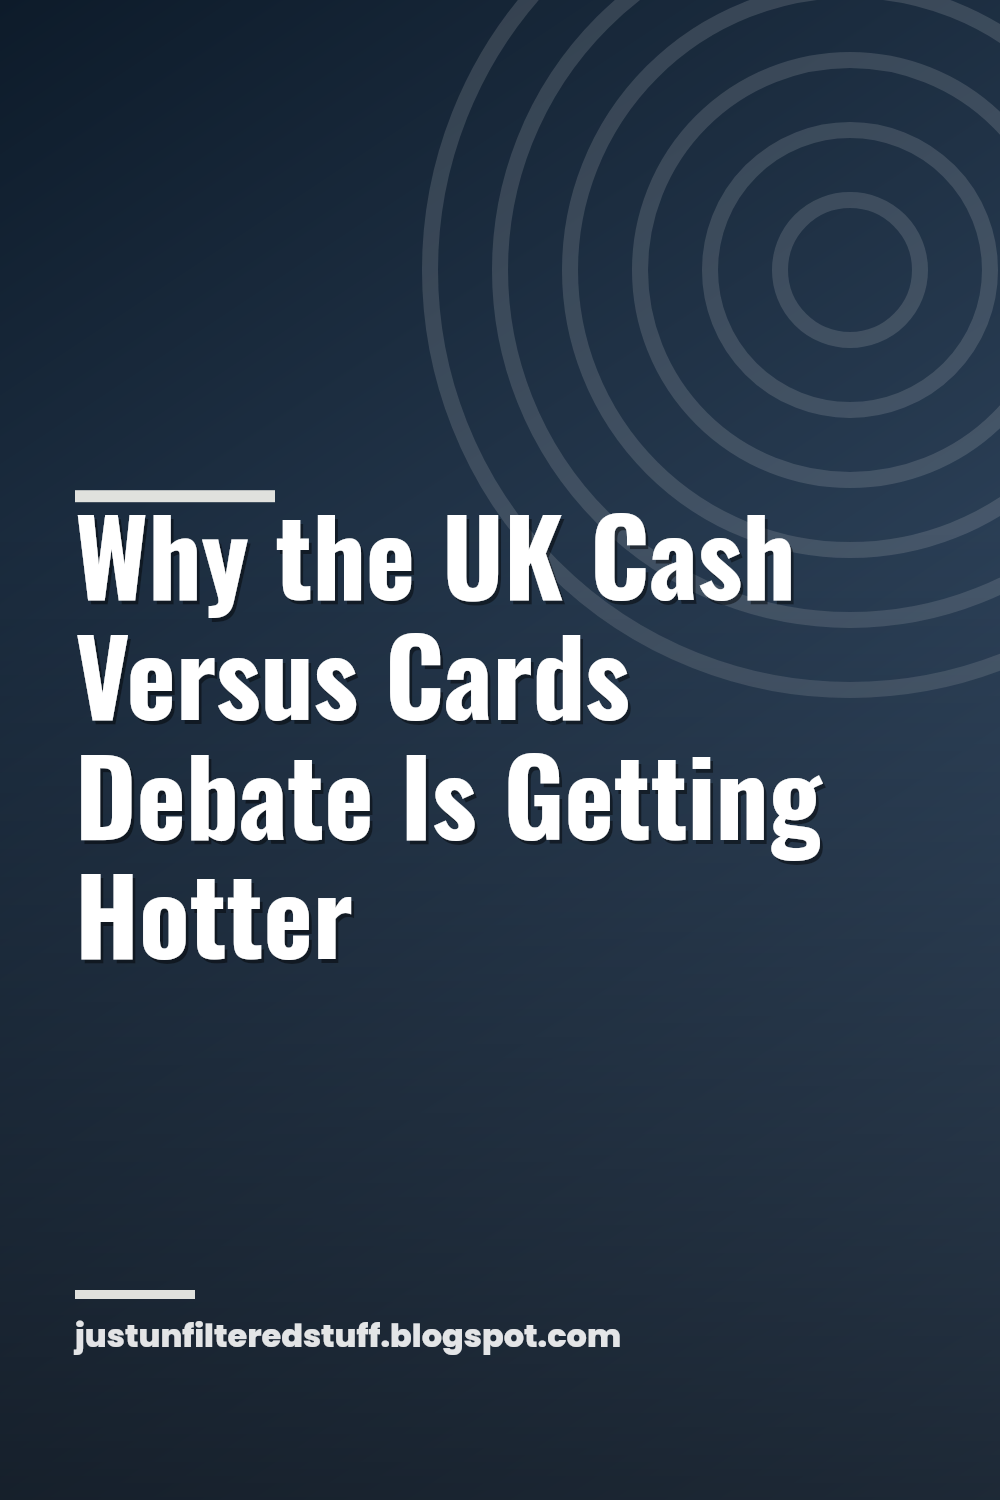 Why the UK Cash
Versus Cards
Debate Is Getting
Hotter
justunfilteredstuff.blogspot.com